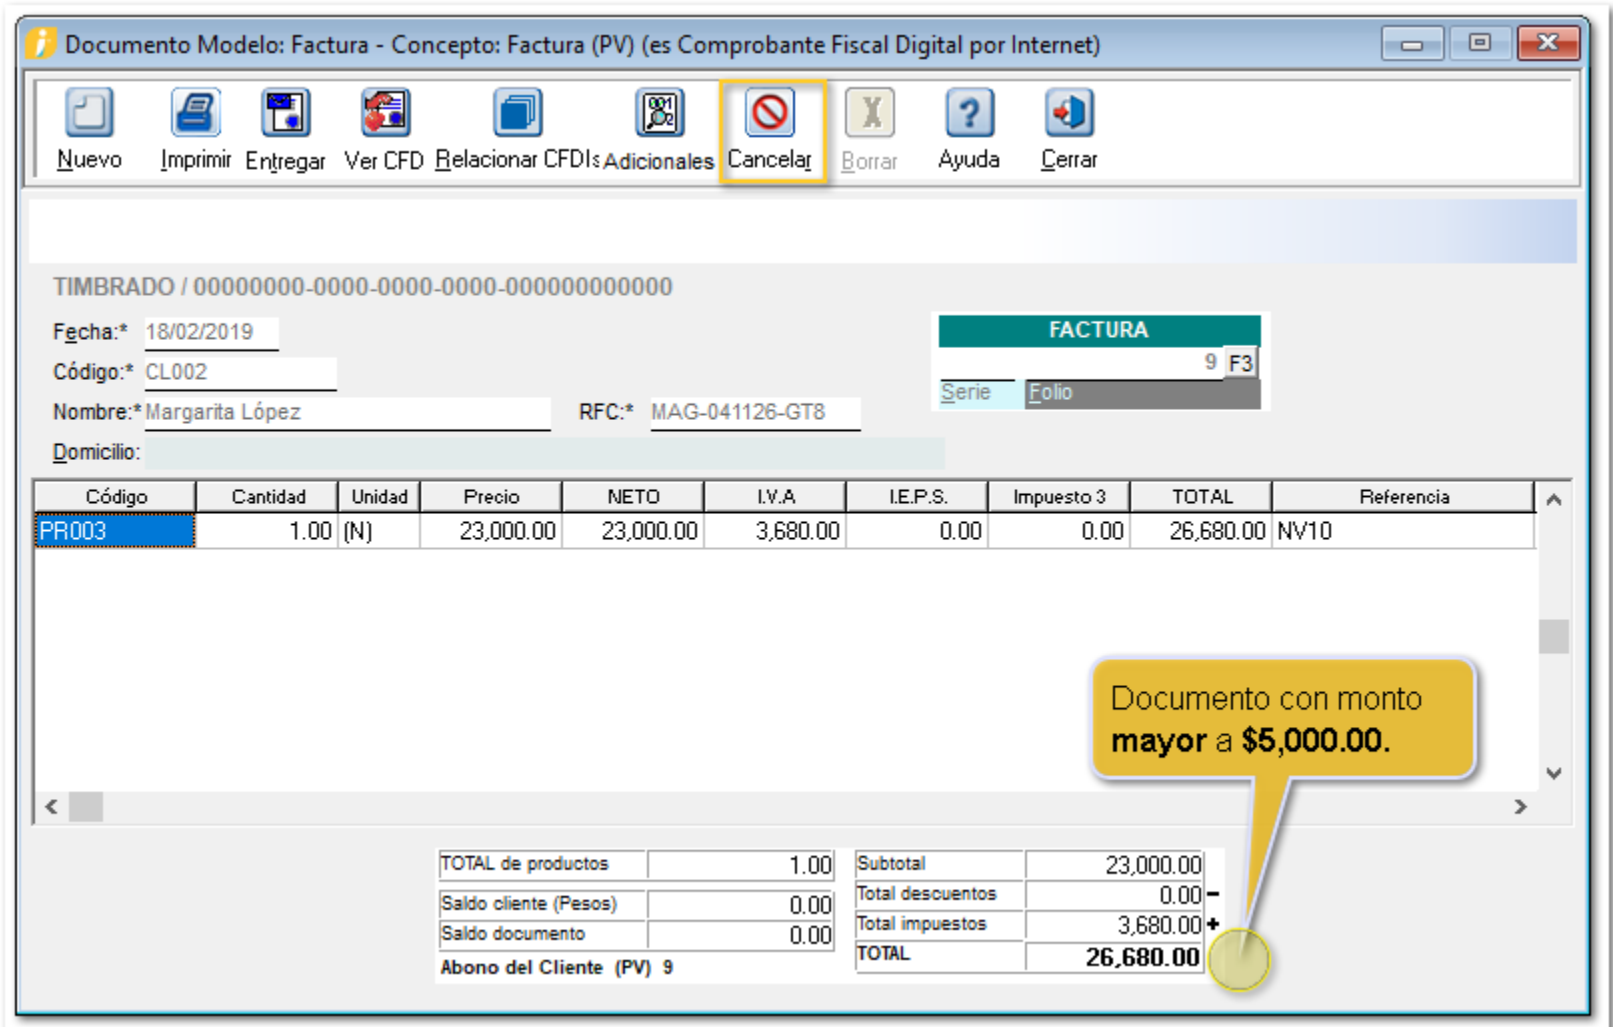 Documento Modelo: Factura - Concepto: Factura (PV) (es Comprobante Fiscal Digital por Internet)
Nuevo Imprimir Entregar Ver CFD Relacionar CFDIs Adicionales Cancelar Borrar Ayuda Cerrar
TIMBRADO / 00000000-0000-0000-0000-000000000000
Fecha:* 18/02/2019
FACTURA
Código:* CL002
9 F3
Serie Folio
Nombre:* Margarita López RFC:* MAG-041126-GT8
Domicilio:
Código Cantidad Unidad Precio NETO I.V.A I.E.P.S. Impuesto 3 TOTAL Referencia
PR003 1.00 (N) 23,000.00 23,000.00 3,680.00 0.00 0.00 26,680.00 NV10
Documento con monto
mayor a $5,000.00.
TOTAL de productos 1.00 Subtotal 23,000.00
Saldo cliente (Pesos) 0.00 Total descuentos 0.00 -
Saldo documento 0.00 Total impuestos 3,680.00 +
Abono del Cliente (PV) 9 TOTAL 26,680.00